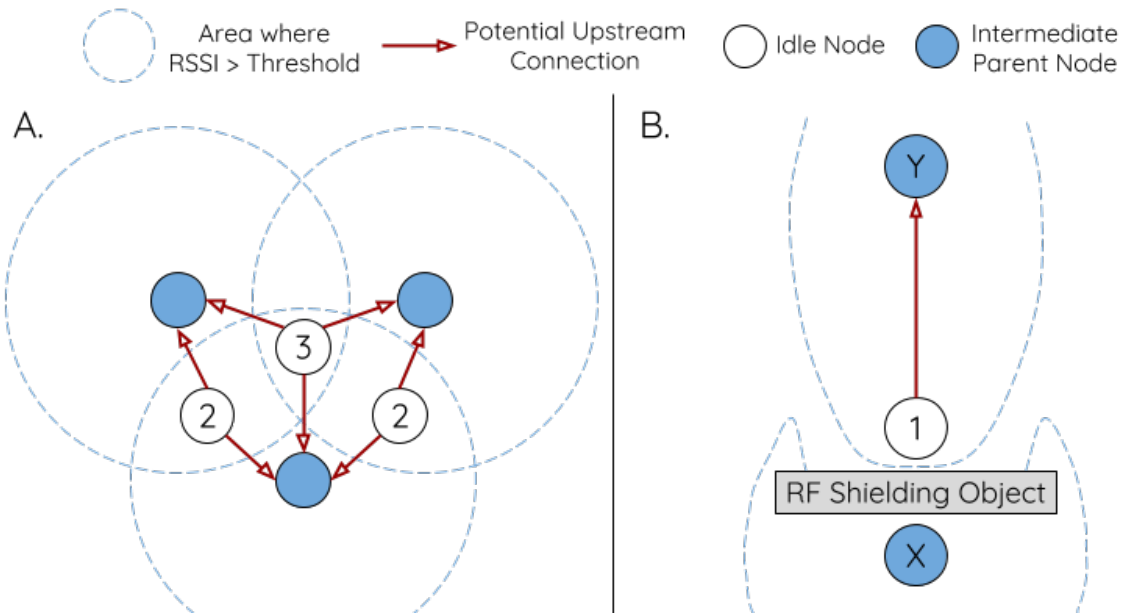 Area where
RSSI > Threshold
Potential Upstream
Connection
Idle Node
Intermediate
Parent Node
A.
3
2
2
B.
Y
1
RF Shielding Object
X